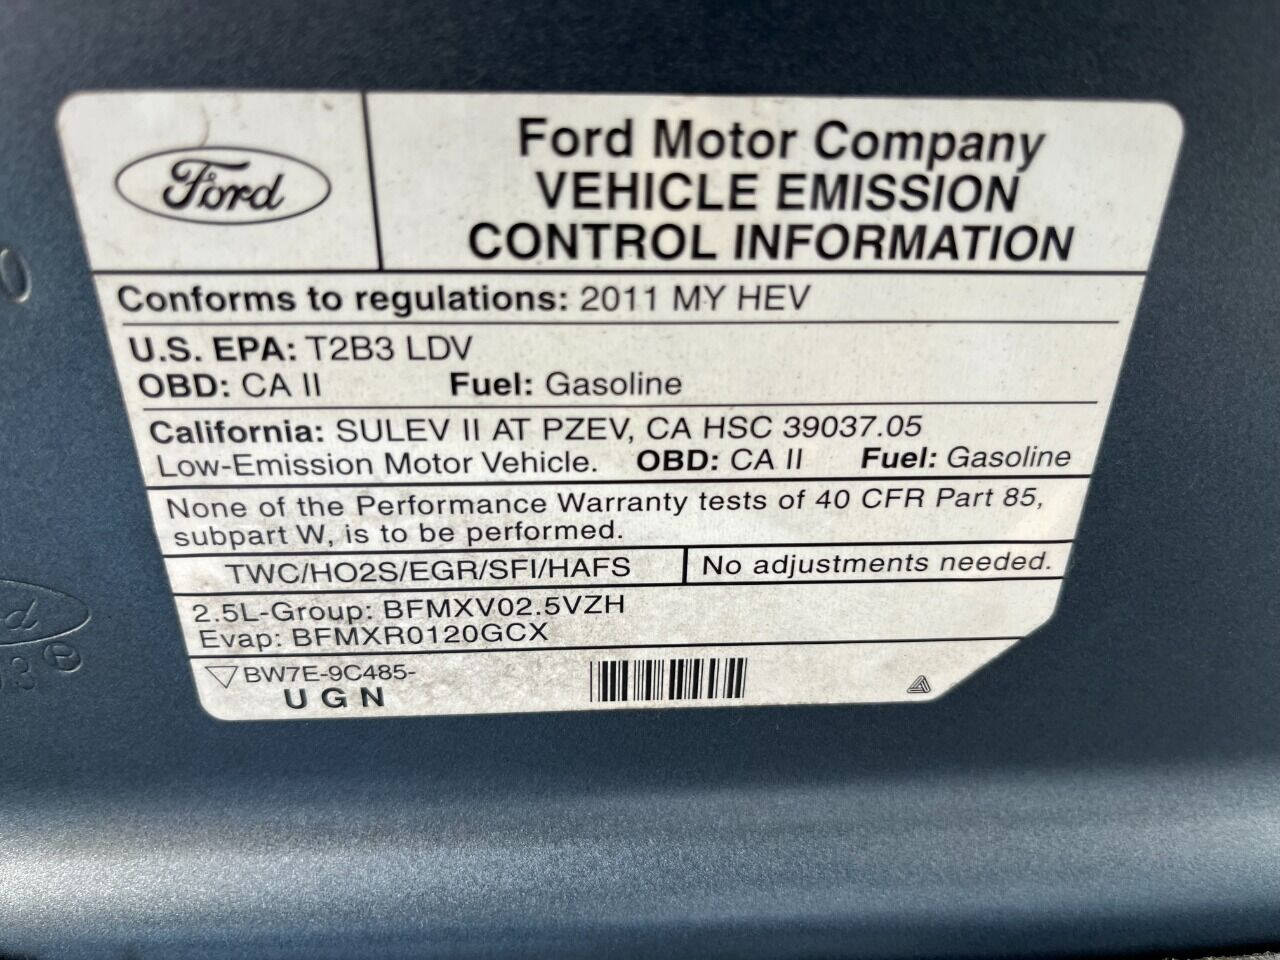 Ford
Ford Motor Company
VEHICLE EMISSION
CONTROL INFORMATION
Conforms to regulations: 2011 MY HEV
U.S. EPA: T2B3 LDV
OBD: CA II Fuel: Gasoline
California: SULEV II AT PZEV, CA HSC 39037.05
Low-Emission Motor Vehicle. OBD: CA II Fuel: Gasoline
None of the Performance Warranty tests of 40 CFR Part 85,
subpart W, is to be performed.
TWC/HO2S/EGR/SFI/HAFS No adjustments needed.
2.5L-Group: BFMXV02.5VZH
Evap: BFMXR0120GCX
BW7E-9C485-
UGN